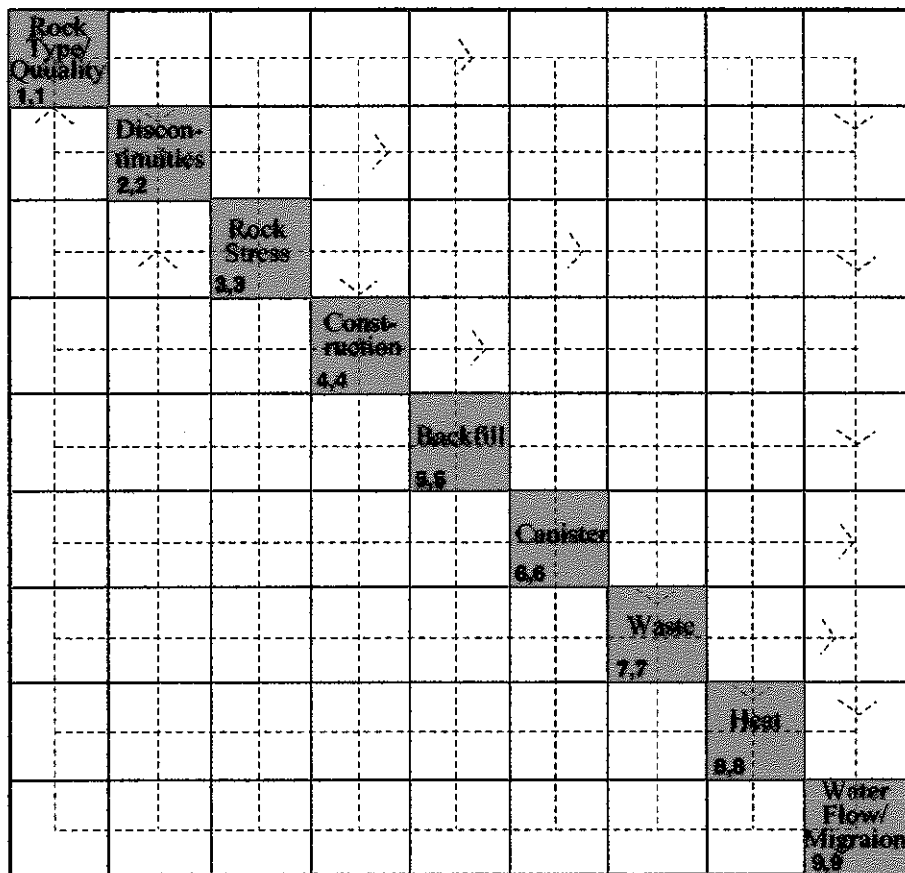 Rock
Type/
Quuality
1,1
Discon-
tinuities
2,2
Rock
Stress
3,3
Const-
ruction
4,4
Backfill
5,5
Canister
6,6
Waste
7,7
Heat
8,8
Water
Flow/
Migraion
9,9